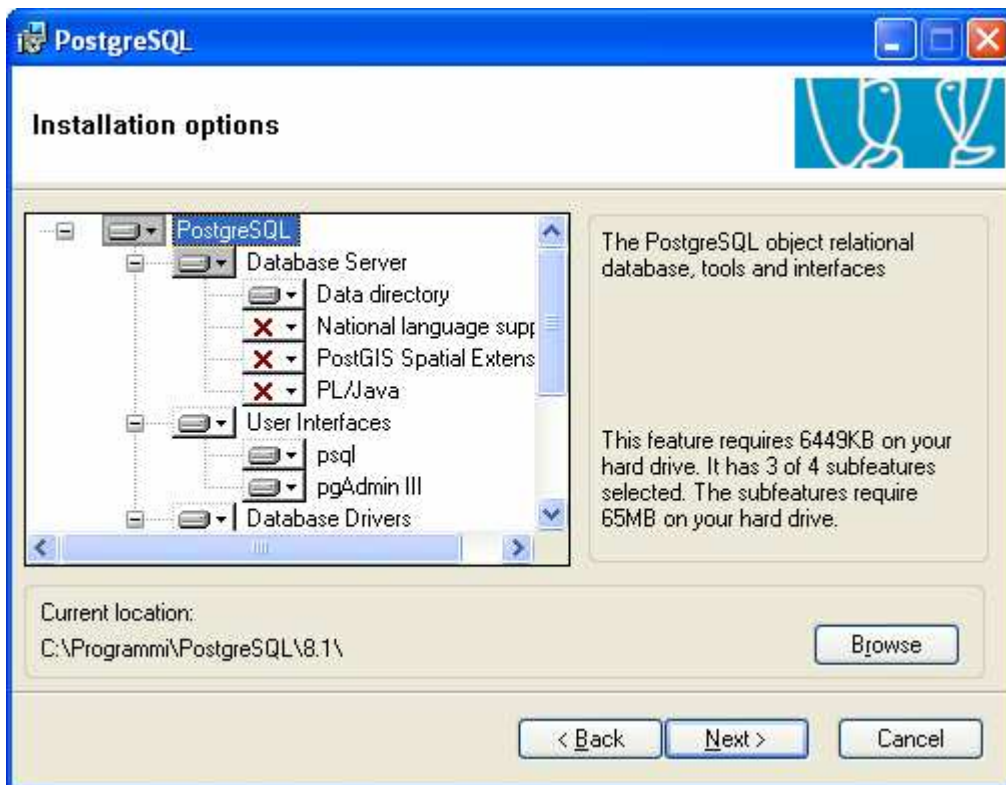 PostgreSQL
Installation options
PostgreSQL
Database Server
Data directory
National language supp
PostGIS Spatial Extens
PL/Java
User Interfaces
psql
pgAdmin III
Database Drivers
The PostgreSQL object relational
database, tools and interfaces
This feature requires 6449KB on your
hard drive. It has 3 of 4 subfeatures
selected. The subfeatures require
65MB on your hard drive.
Current location:
C:\Programmi\PostgreSQL\8.1\
Browse
< Back
Next >
Cancel